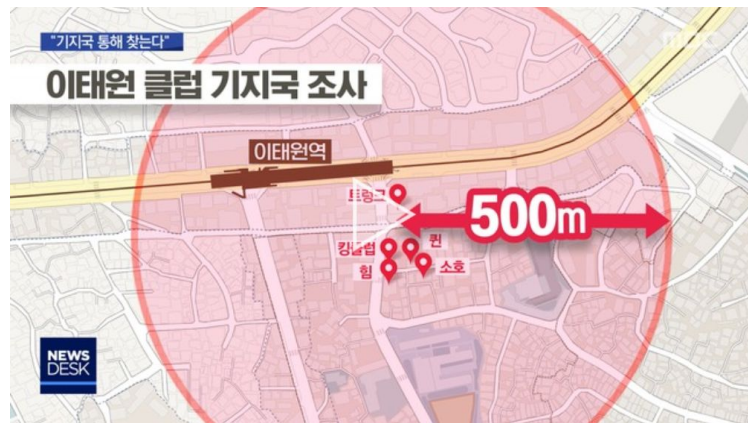 "기지국 통해 찾는다"
MBC
이태원 클럽 기지국 조사
이태원역
트렁크
500m
킹클럽
퀸
힘
소호
NEWS
DESK